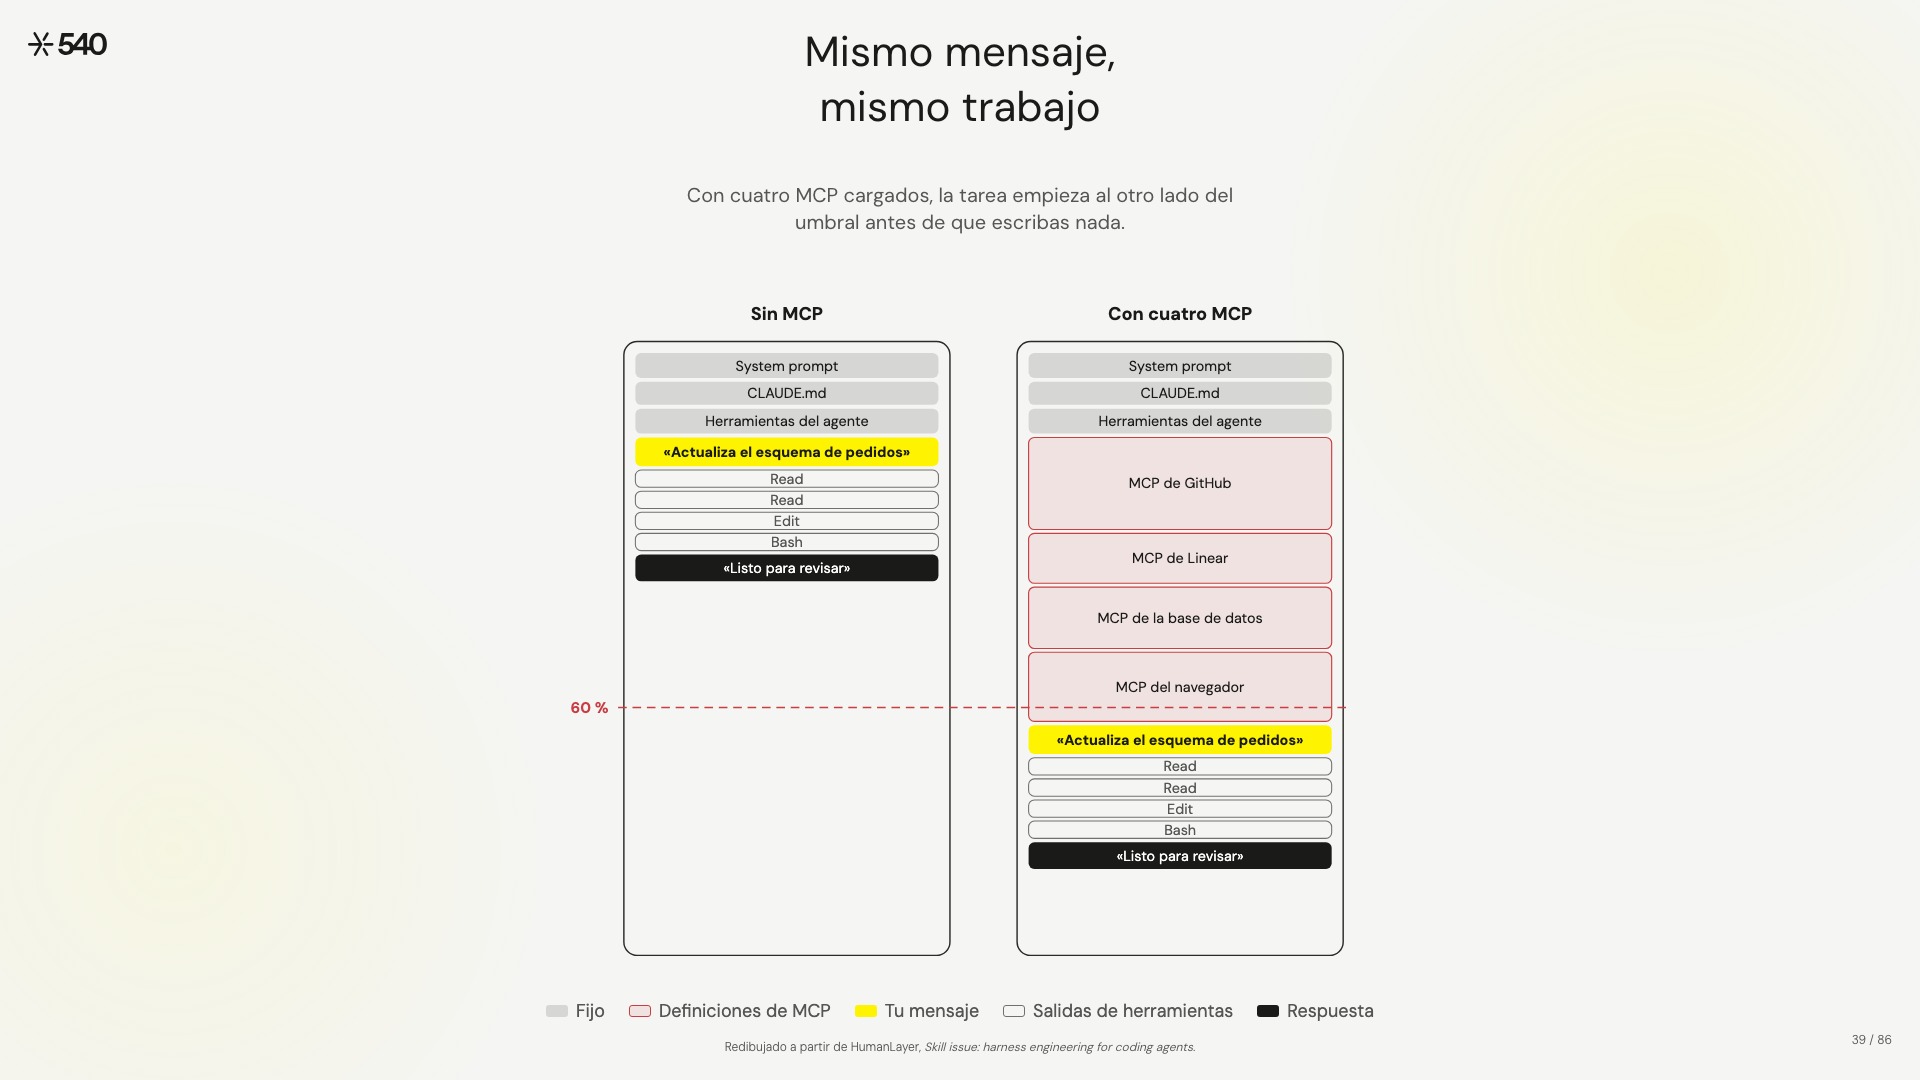 540
Mismo mensaje,
mismo trabajo
Con cuatro MCP cargados, la tarea empieza al otro lado del
umbral antes de que escribas nada.
Sin MCP
System prompt
CLAUDE.md
Herramientas del agente
«Actualiza el esquema de pedidos»
Read
Read
Edit
Bash
«Listo para revisar»
Con cuatro MCP
System prompt
CLAUDE.md
Herramientas del agente
MCP de GitHub
MCP de Linear
MCP de la base de datos
MCP del navegador
60 %
«Actualiza el esquema de pedidos»
Read
Read
Edit
Bash
«Listo para revisar»
Fijo
Definiciones de MCP
Tu mensaje
Salidas de herramientas
Respuesta
Redibujado a partir de HumanLayer, Skill issue: harness engineering for coding agents.
39 / 86